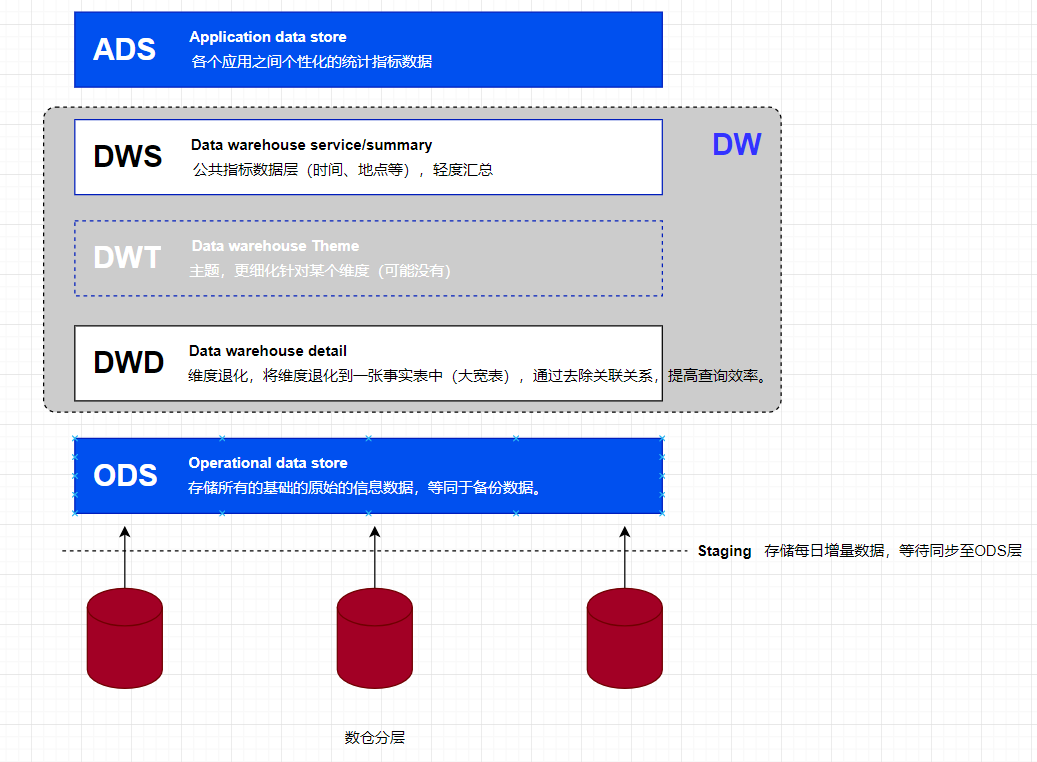 ADS
Application data store
各个应用之间个性化的统计指标数据
DW
DWS
Data warehouse service/summary
公共指标数据层（时间、地点等），轻度汇总
DWT
Data warehouse Theme
主题，更细化针对某个维度（可能没有）
DWD
Data warehouse detail
维度退化，将维度退化到一张事实表中（大宽表），通过去除关联关系，提高查询效率。
ODS
Operational data store
存储所有的基础的原始的信息数据，等同于备份数据。
Staging 存储每日增量数据，等待同步至ODS层
数仓分层